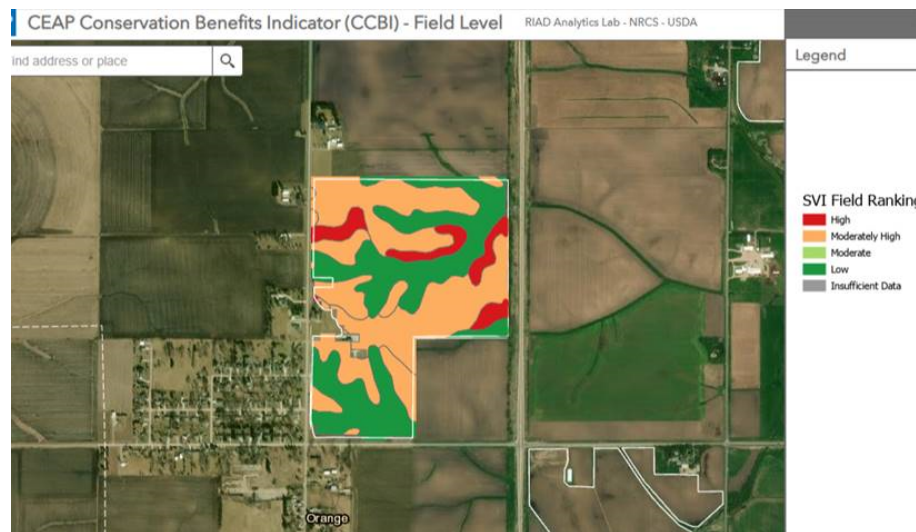 CEAP Conservation Benefits Indicator (CCBI) - Field Level
RIAD Analytics Lab - NRCS - USDA
ind address or place
Legend
SVI Field Ranking
High
Moderately High
Moderate
Low
Insufficient Data
Orange